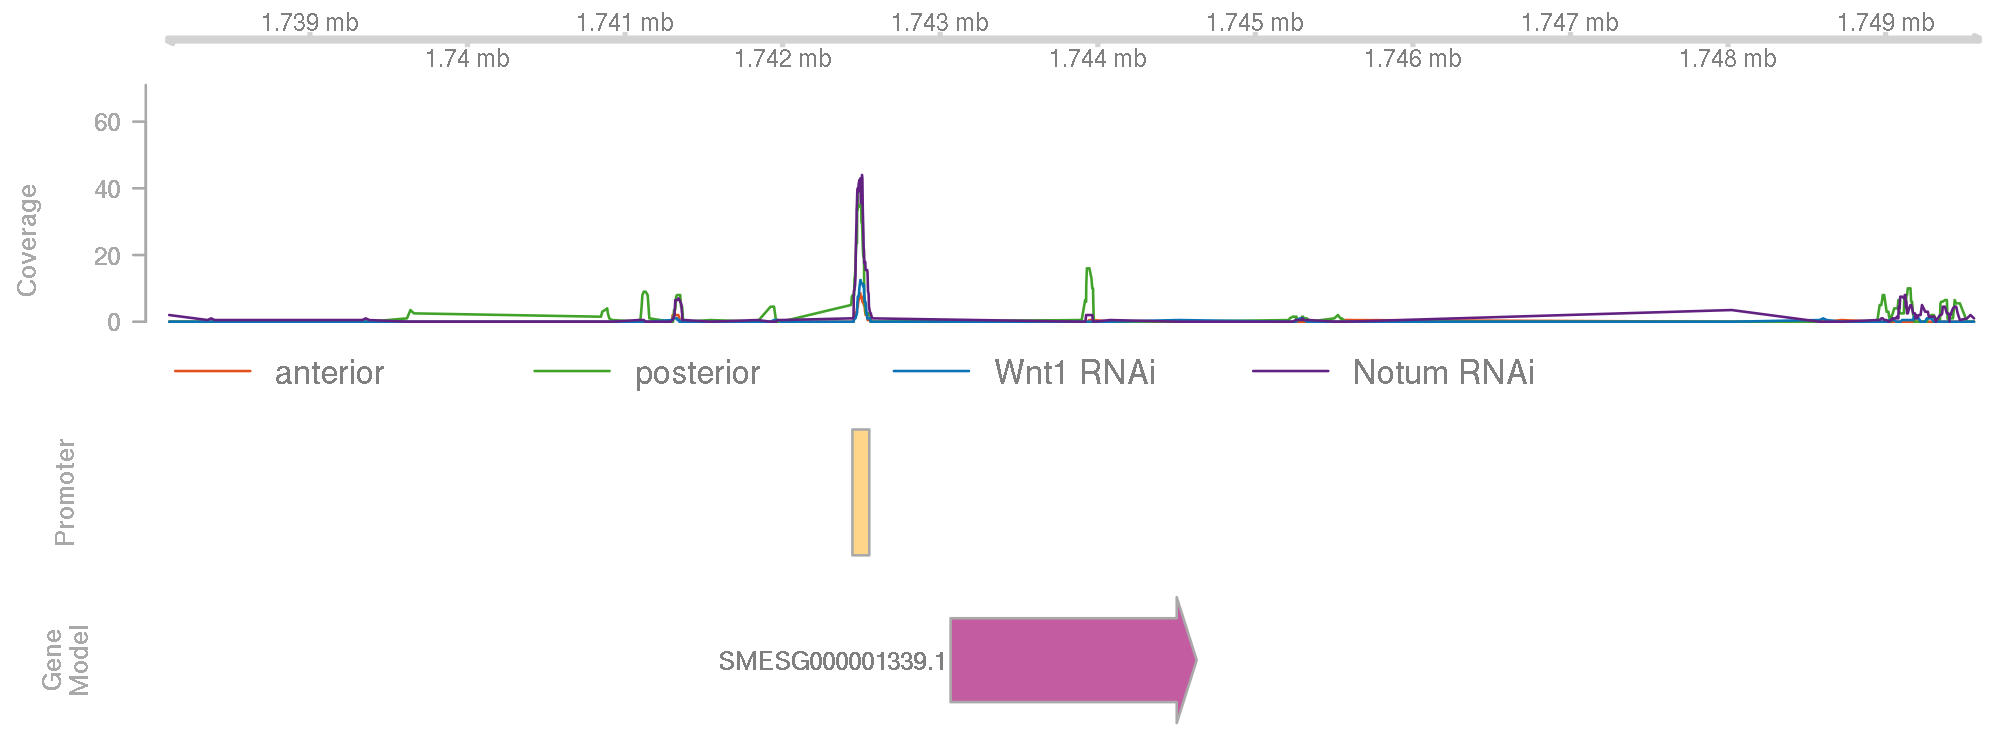 1.739 mb 1.741 mb 1.743 mb 1.745 mb 1.747 mb 1.749 mb
1.74 mb 1.742 mb 1.744 mb 1.746 mb 1.748 mb
Coverage
60
40
20
0
anterior posterior Wnt1 RNAi Notum RNAi
Promoter
Gene
Model
SMESG000001339.1